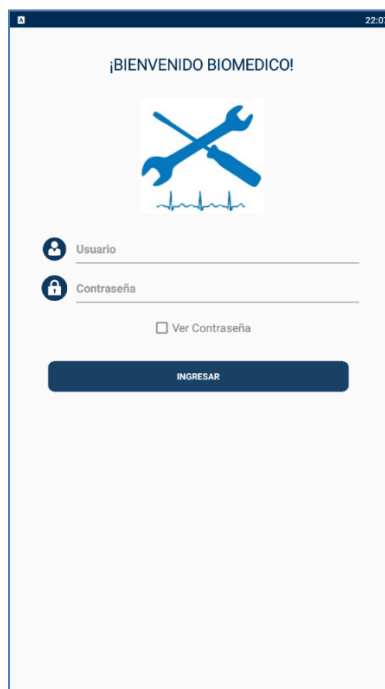 22:07
¡BIENVENIDO BIOMEDICO!
Usuario
Contraseña
Ver Contraseña
INGRESAR